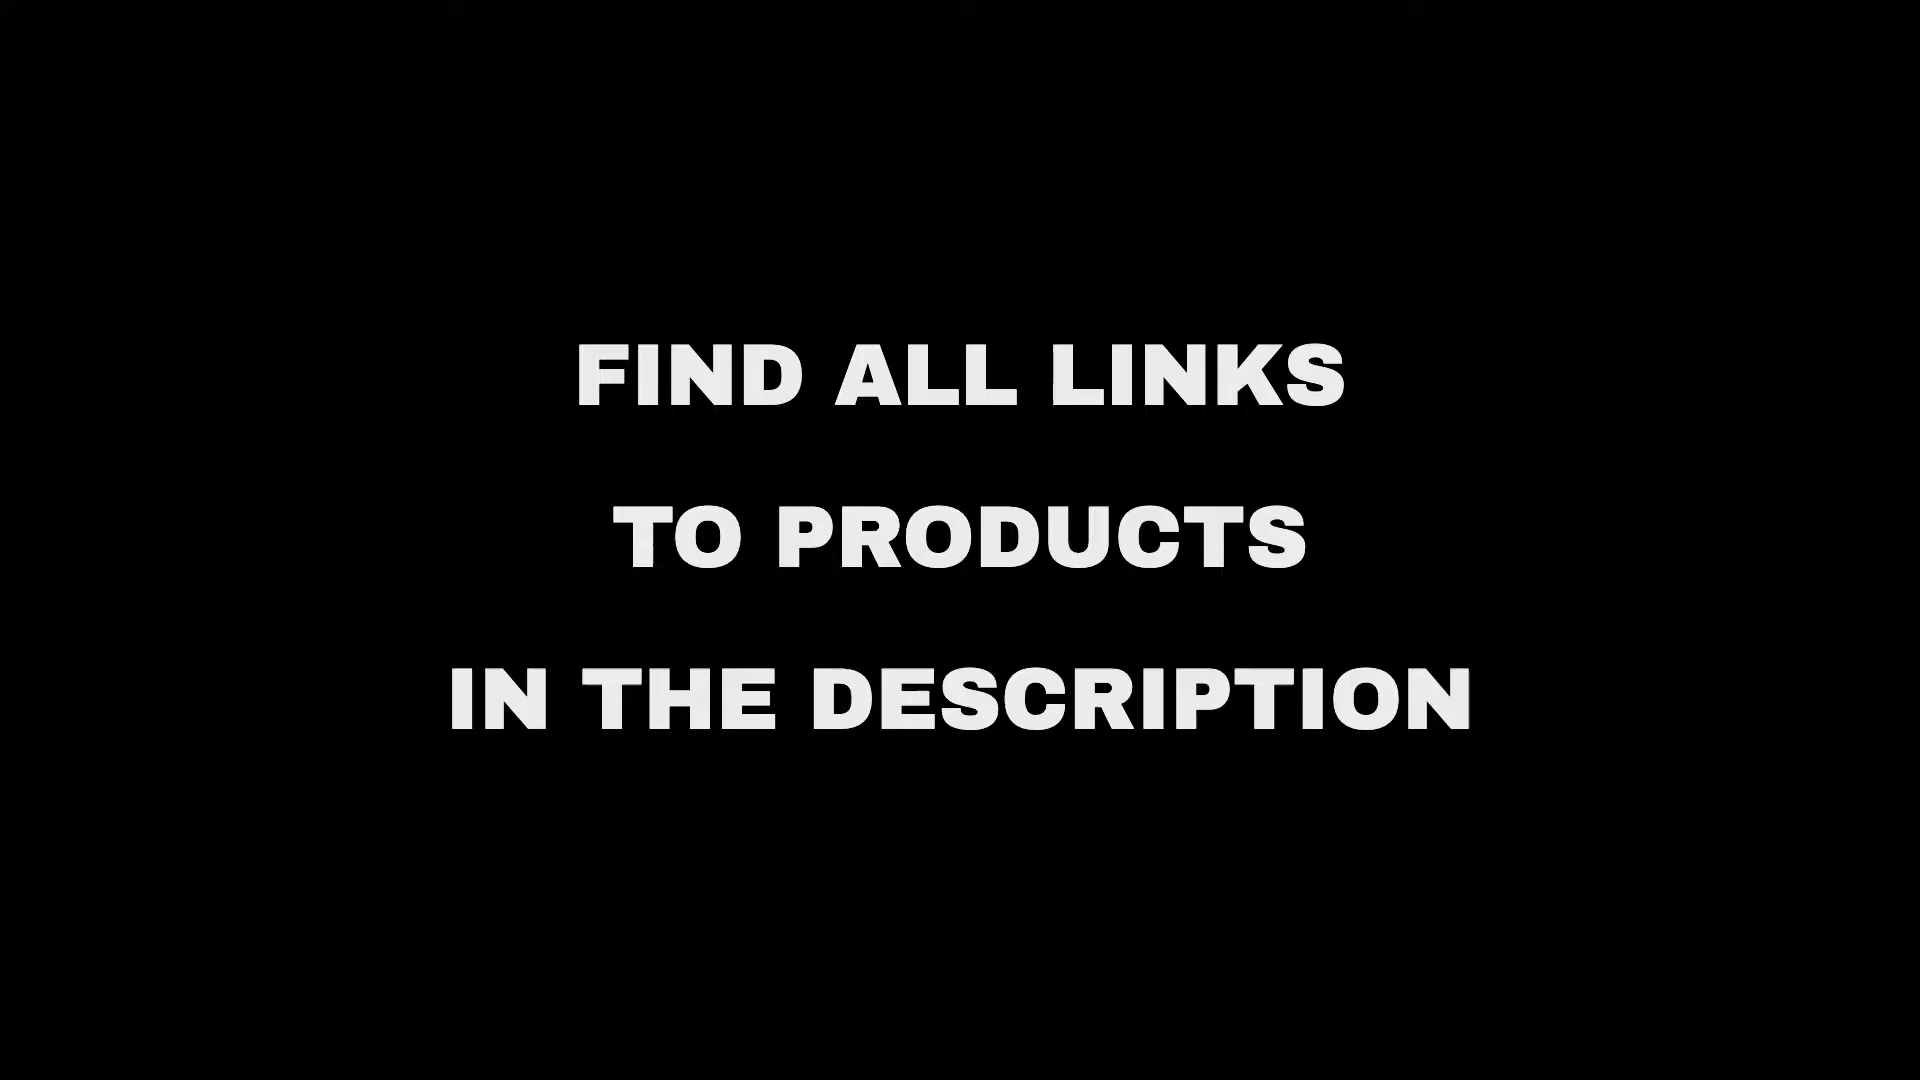 FIND ALL LINKS
TO PRODUCTS
IN THE DESCRIPTION